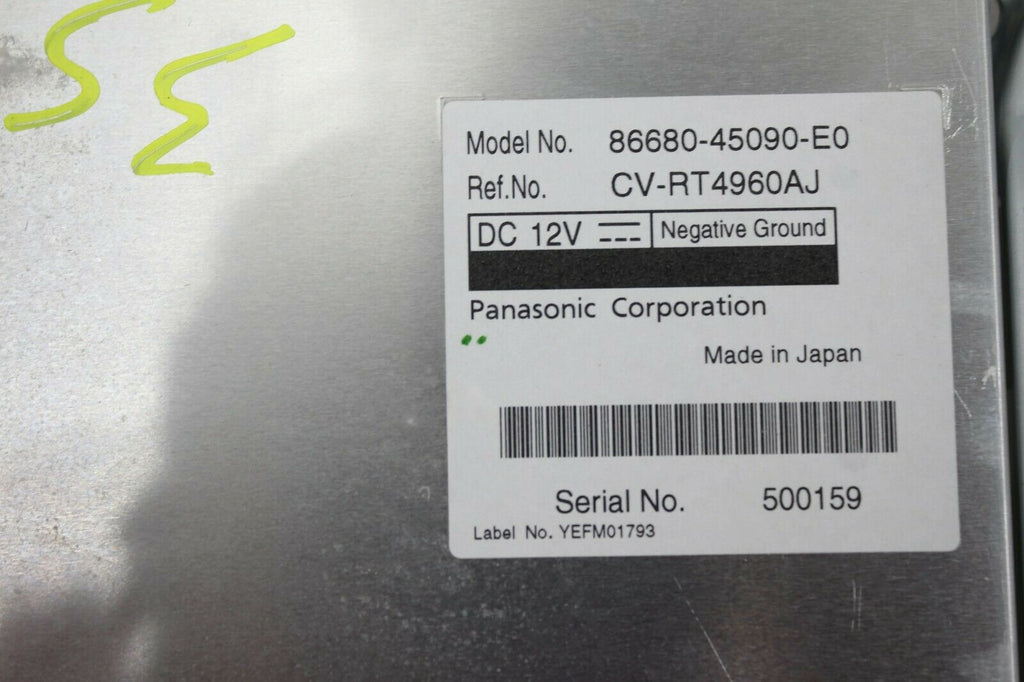 Model No. 86680-45090-E0
Ref.No. CV-RT4960AJ
DC 12V Negative Ground
Panasonic Corporation
Made in Japan
Serial No. 500159
Label No. YEFM01793